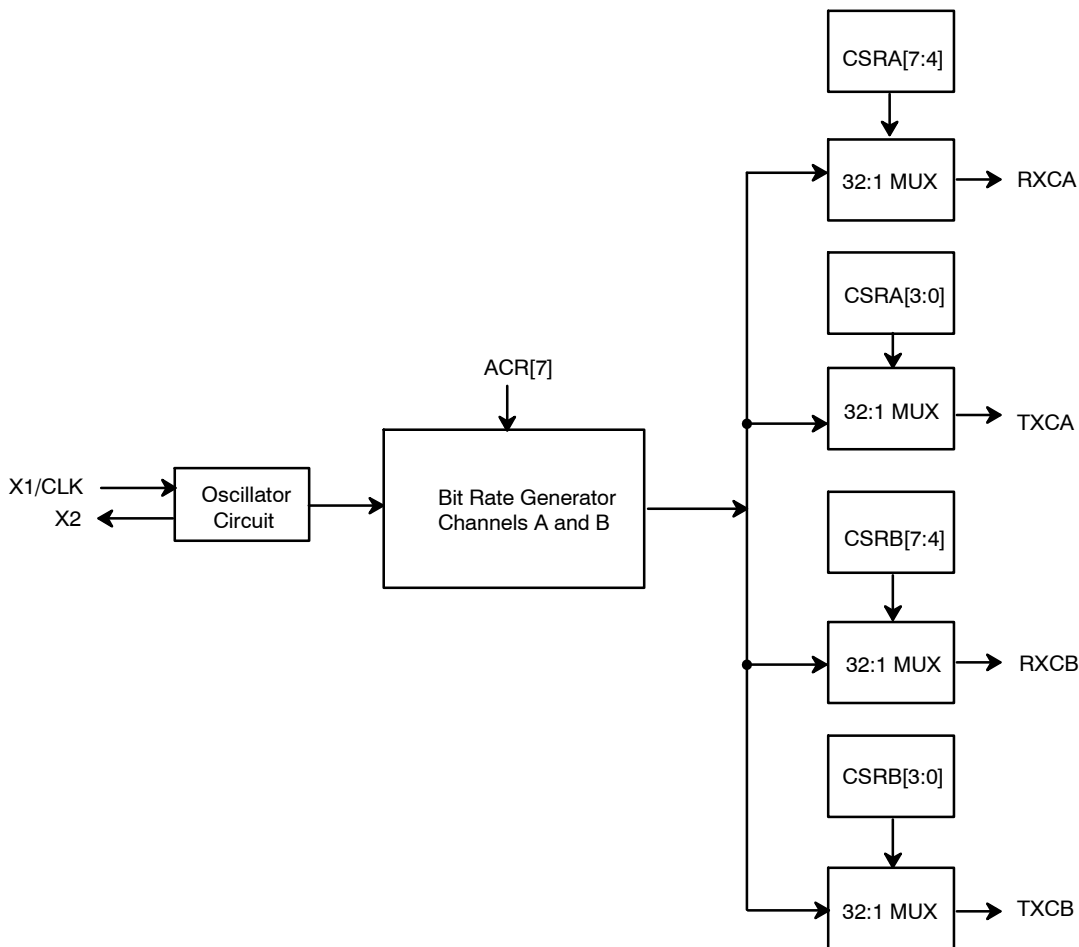 CSRA[7:4]
32:1 MUX
RXCA
CSRA[3:0]
ACR[7]
32:1 MUX
TXCA
X1/CLK
X2
Oscillator
Circuit
Bit Rate Generator
Channels A and B
CSRB[7:4]
32:1 MUX
RXCB
CSRB[3:0]
32:1 MUX
TXCB